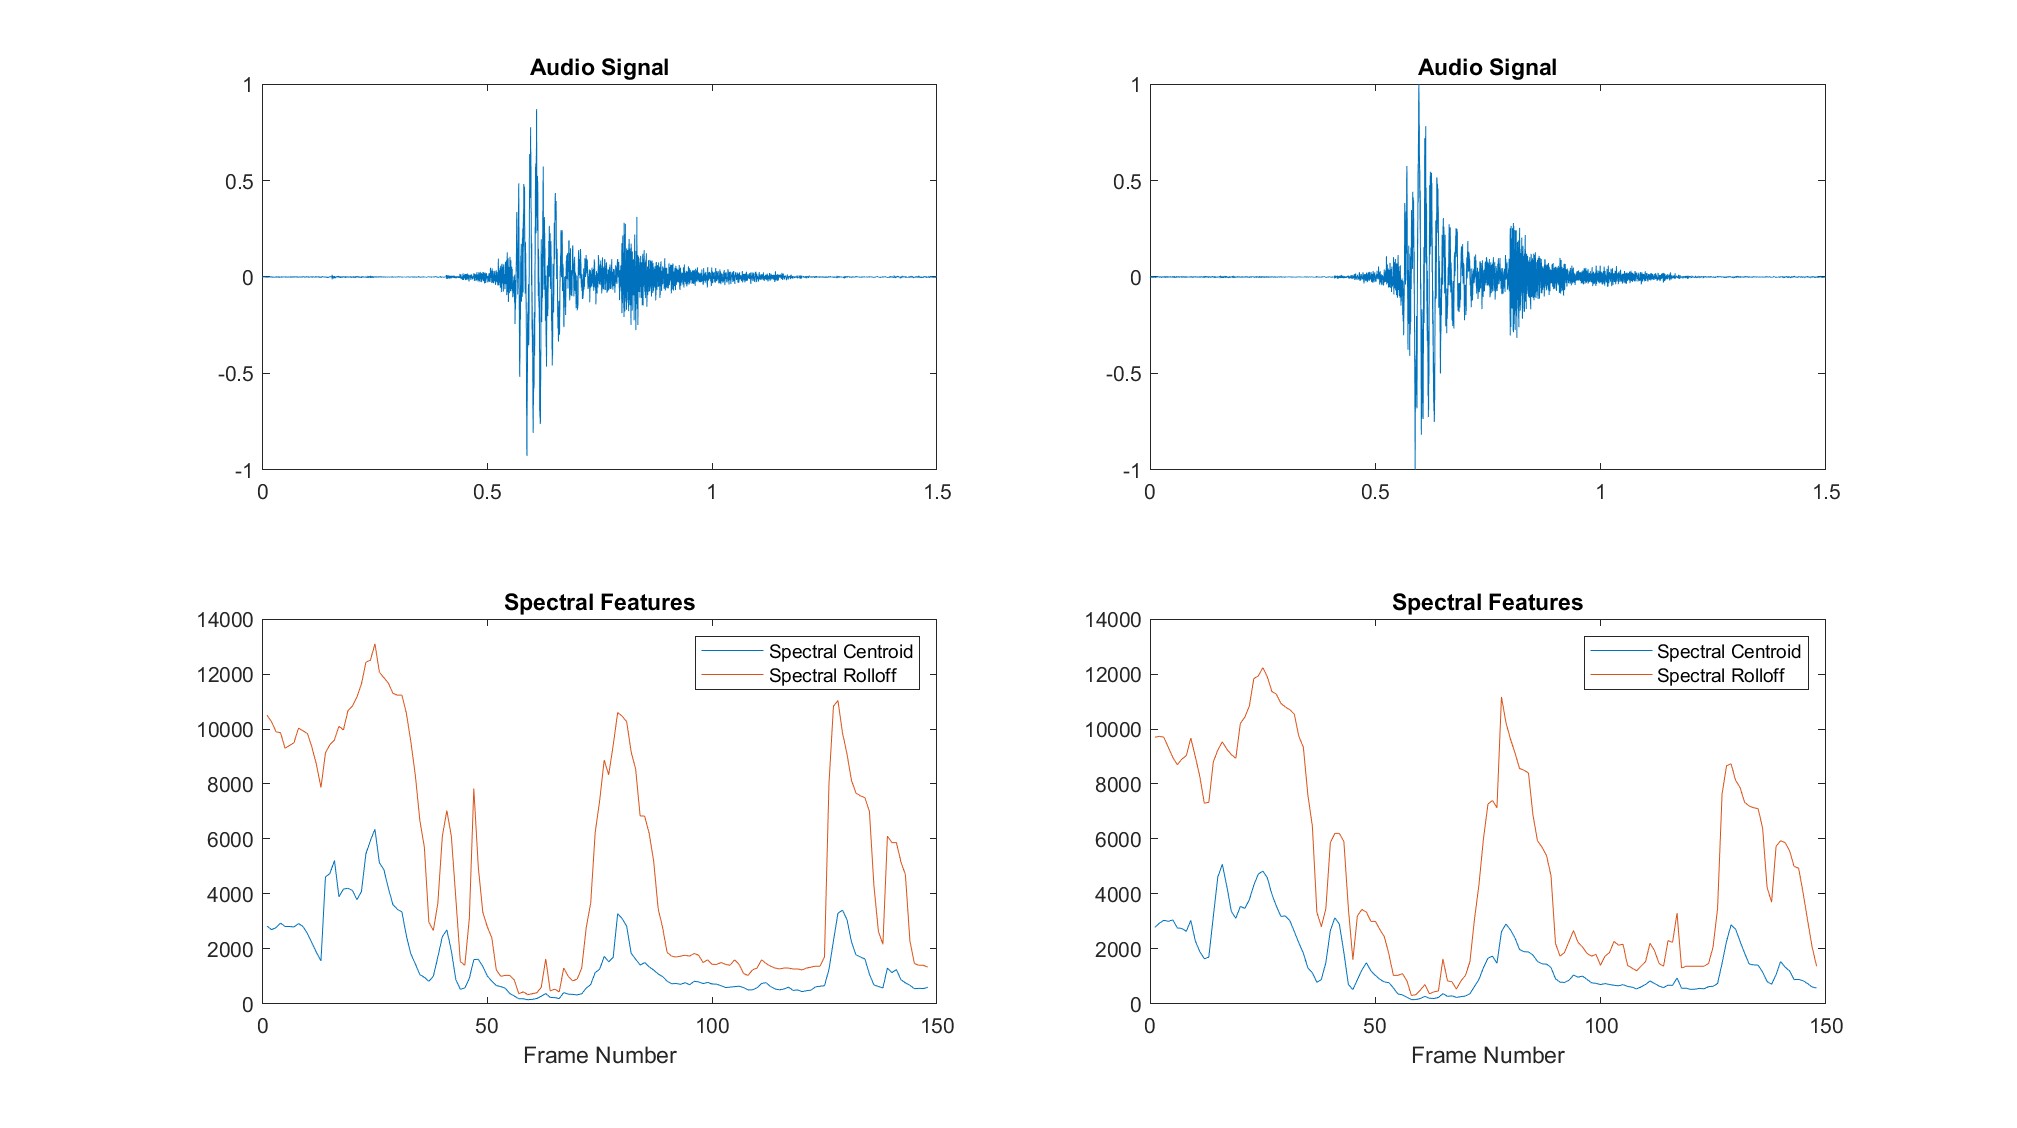 Audio Signal
1
0.5
0
-0.5
-1
0 0.5 1 1.5
Audio Signal
1
0.5
0
-0.5
-1
0 0.5 1 1.5
Spectral Features
14000
12000
10000
8000
6000
4000
2000
0
Spectral Centroid
Spectral Rolloff
0 50 100 150
Frame Number
Spectral Features
14000
12000
10000
8000
6000
4000
2000
0
Spectral Centroid
Spectral Rolloff
0 50 100 150
Frame Number